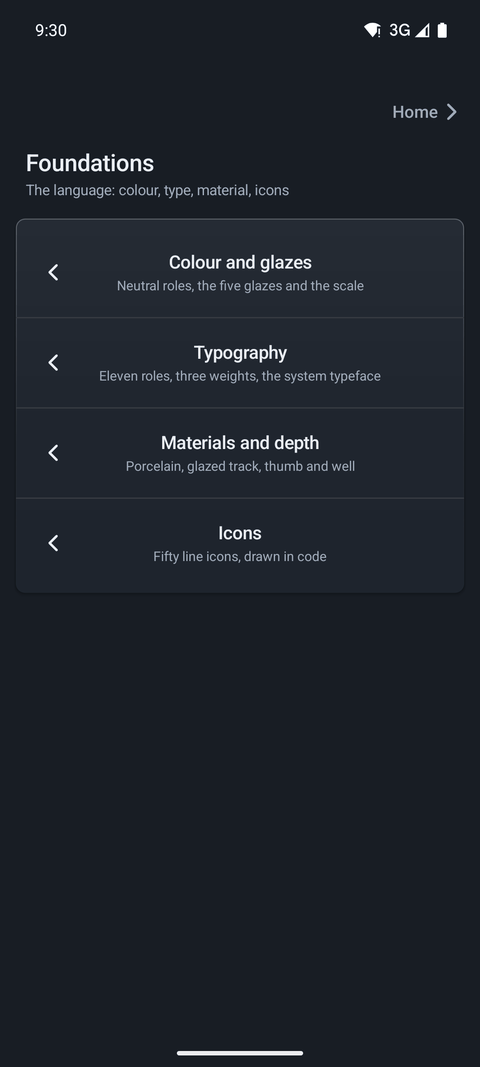 9:30
3G
Home
Foundations
The language: colour, type, material, icons
Colour and glazes
Neutral roles, the five glazes and the scale
Typography
Eleven roles, three weights, the system typeface
Materials and depth
Porcelain, glazed track, thumb and well
Icons
Fifty line icons, drawn in code